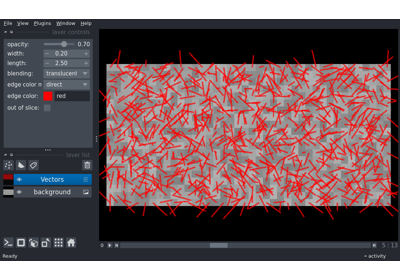 File View Plugins Window Help
layer controls
opacity: 0.70
width: 0.20
length: 2.50
blending: translucent
edge color m direct
edge color: red
out of slice:
layer list
Vectors
background
0
5 13
Ready
activity